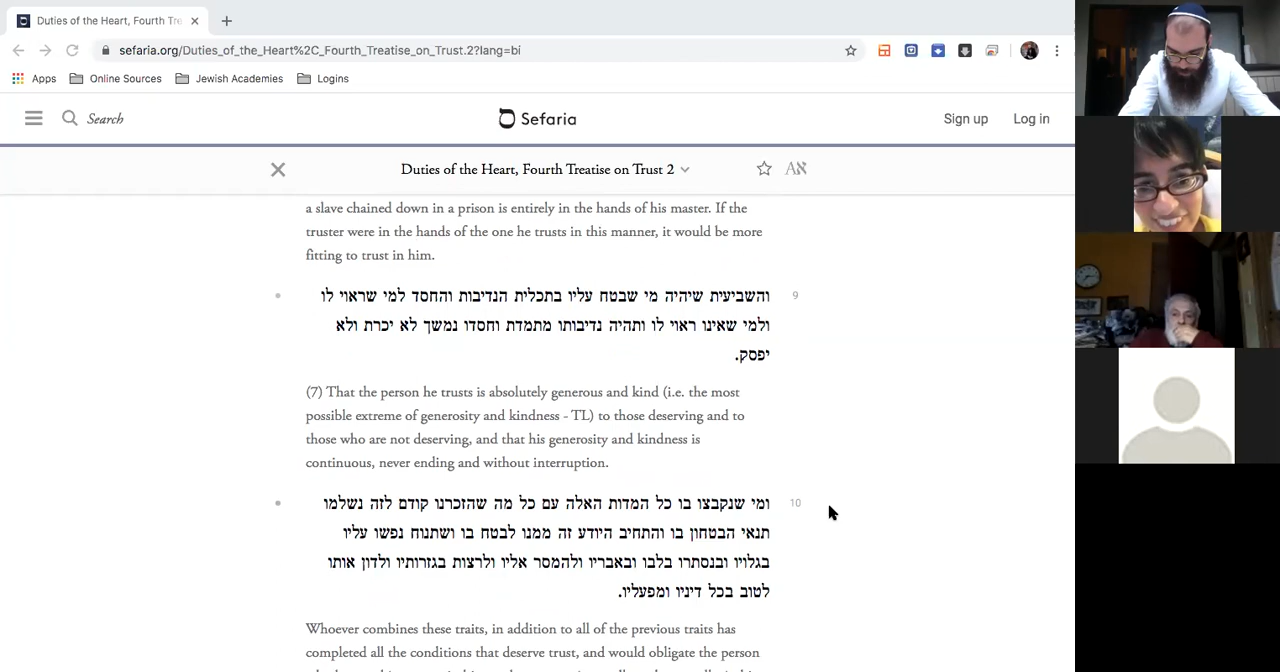 Duties of the Heart, Fourth Tre
sefaria.org/Duties_of_the_Heart%2C_Fourth_Treatise_on_Trust.2?lang=bi
Apps Online Sources Jewish Academies Logins
Search Sefaria Sign up Log in
Duties of the Heart, Fourth Treatise on Trust 2
a slave chained down in a prison is entirely in the hands of his master. If the
truster were in the hands of the one he trusts in this manner, it would be more
fitting to trust in him.
9
והשביעית שיהיה מי שבטח עליו בתכלית הנדיבות והחסד למי שראוי לו
ולמי שאינו ראוי לו ותהיה נדיבותו מתמדת וחסדו נמשך לא יכרת ולא
יפסק.
(7) That the person he trusts is absolutely generous and kind (i.e. the most
possible extreme of generosity and kindness - TL) to those deserving and to
those who are not deserving, and that his generosity and kindness is
continuous, never ending and without interruption.
10
ומי שנקבצו בו כל המדות האלה עם כל מה שהזכרנו קודם לזה נשלמו
תנאי הבטחון בו והתחיב היודע זה ממנו לבטח בו ושתנוח נפשו עליו
בגלויו ובנסתרו בלבו ובאבריו ולהמסר אליו ולרצות בגזרותיו ולדון אותו
לטוב בכל דיניו ומפעליו.
Whoever combines these traits, in addition to all of the previous traits has
completed all the conditions that deserve trust, and would obligate the person